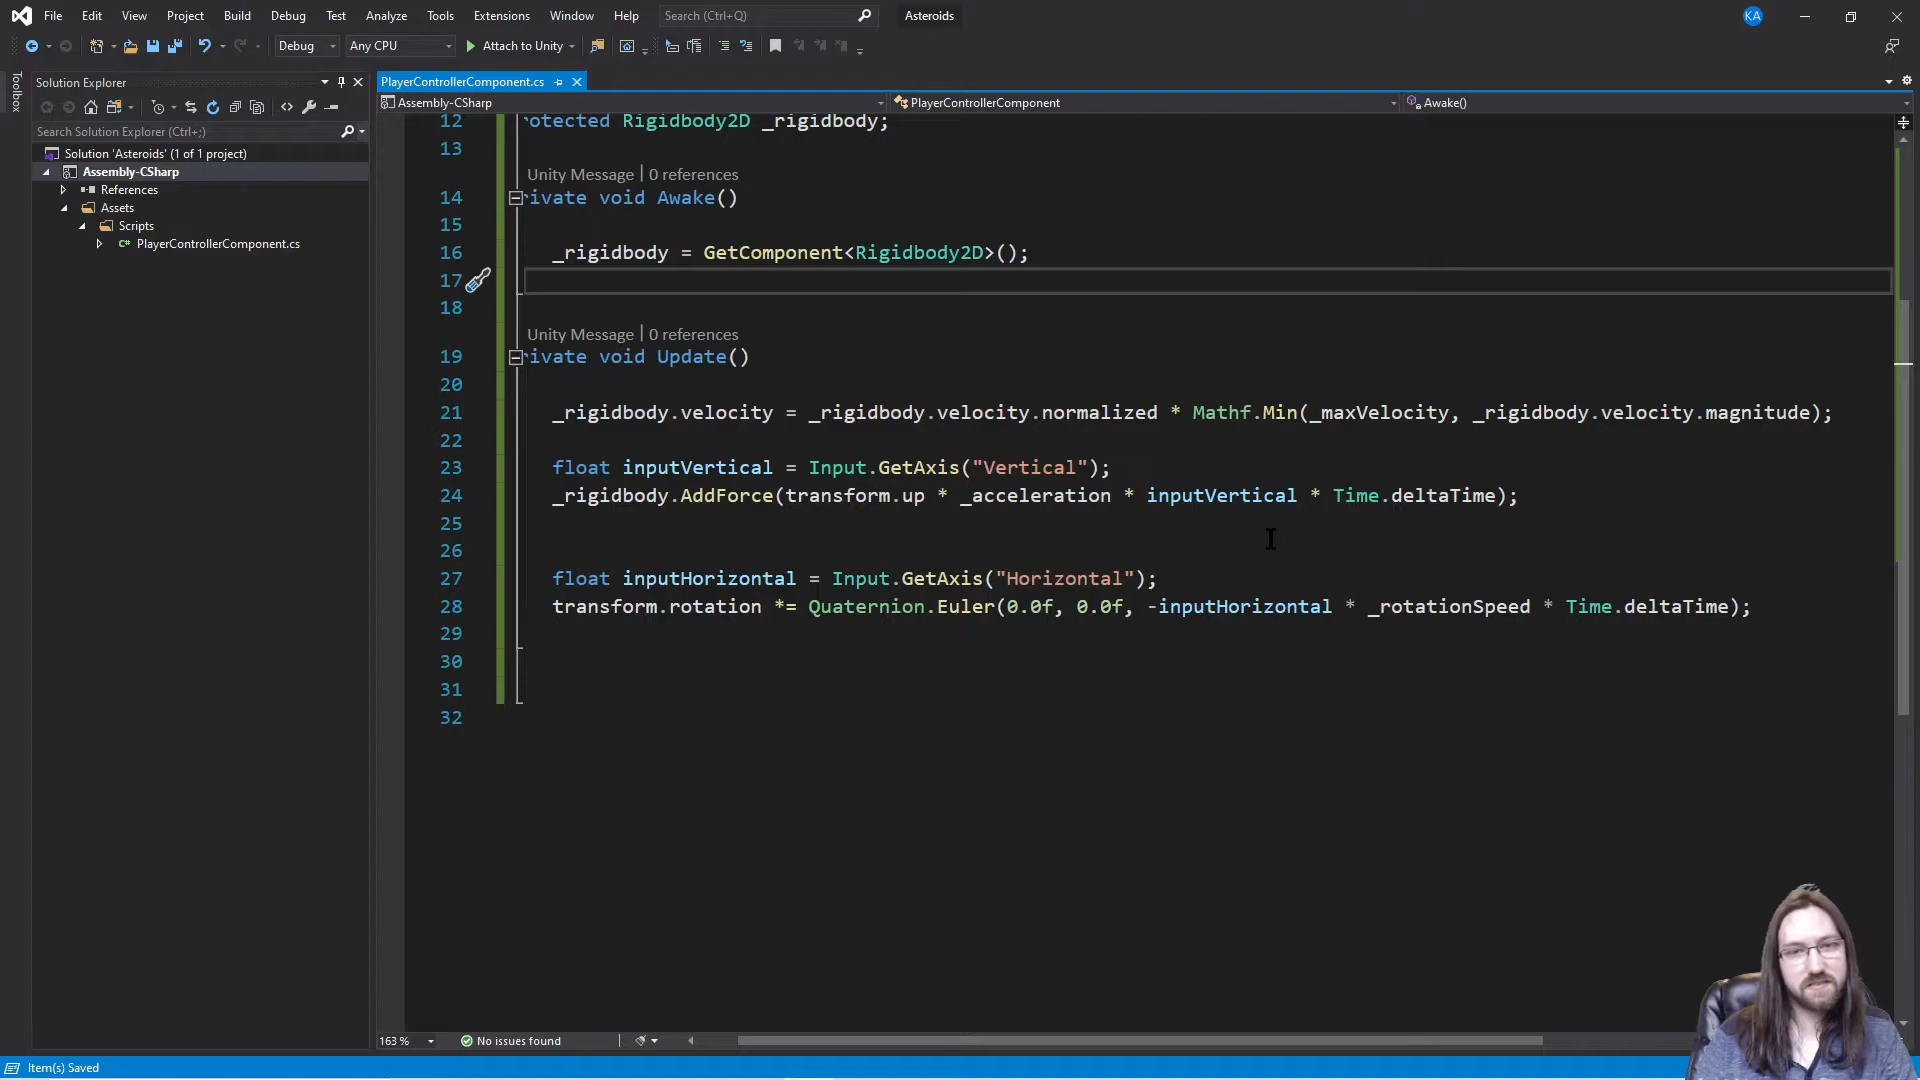 File Edit View Project Build Debug Test Analyze Tools Extensions Window Help Search (Ctrl+Q) Asteroids KA
Debug Any CPU Attach to Unity
Toolbox
Solution Explorer
Search Solution Explorer (Ctrl+;)
Solution 'Asteroids' (1 of 1 project)
Assembly-CSharp
References
Assets
Scripts
C# PlayerControllerComponent.cs
PlayerControllerComponent.cs
Assembly-CSharp PlayerControllerComponent Awake()
12 rotected Rigidbody2D _rigidbody;
13
Unity Message | 0 references
14 rivate void Awake()
15
16 _rigidbody = GetComponent<Rigidbody2D>();
17
18
Unity Message | 0 references
19 rivate void Update()
20
21 _rigidbody.velocity = _rigidbody.velocity.normalized * Mathf.Min(_maxVelocity, _rigidbody.velocity.magnitude);
22
23 float inputVertical = Input.GetAxis("Vertical");
24 _rigidbody.AddForce(transform.up * _acceleration * inputVertical * Time.deltaTime);
25
26
27 float inputHorizontal = Input.GetAxis("Horizontal");
28 transform.rotation *= Quaternion.Euler(0.0f, 0.0f, -inputHorizontal * _rotationSpeed * Time.deltaTime);
29
30
31
32
163 % No issues found
Item(s) Saved